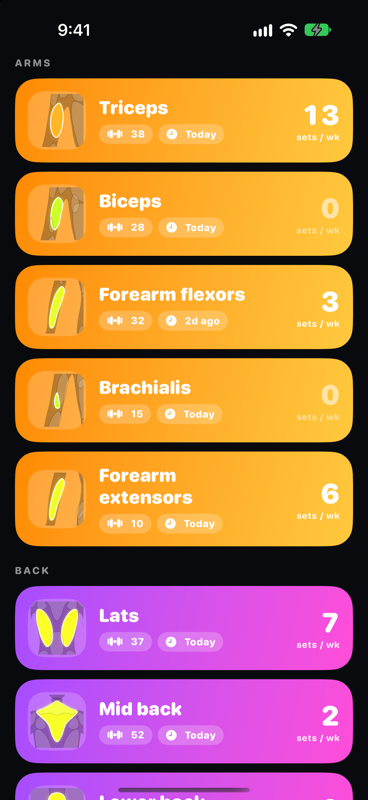 9:41
ARMS
Triceps
38 Today
13
sets / wk
Biceps
28 Today
0
sets / wk
Forearm flexors
32 2d ago
3
sets / wk
Brachialis
15 Today
0
sets / wk
Forearm
extensors
10 Today
6
sets / wk
BACK
Lats
37 Today
7
sets / wk
Mid back
52 Today
2
sets / wk
Lower back